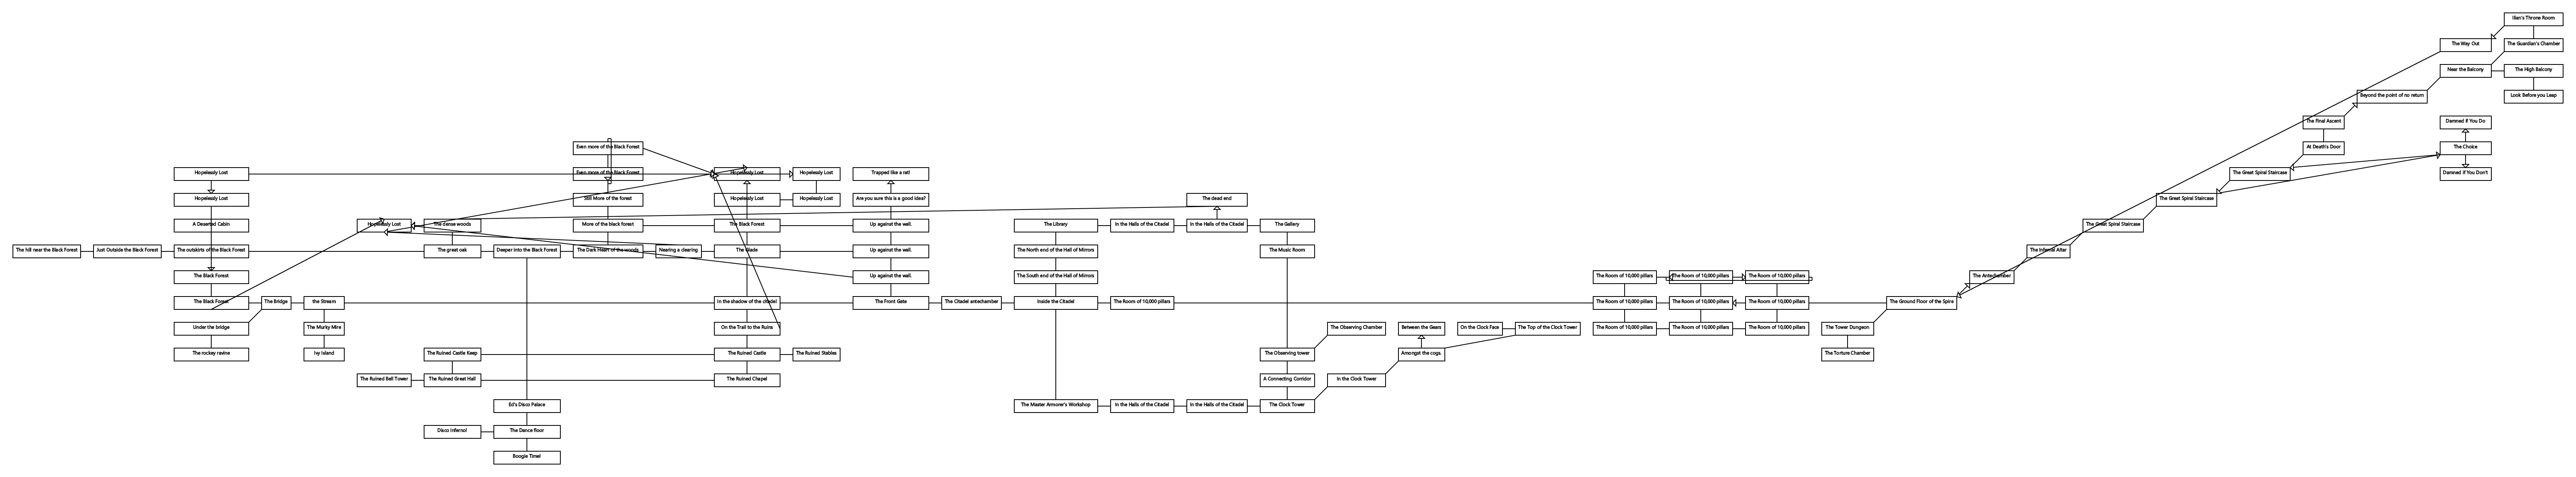 Ilian's Throne Room
The Way Out
The Guardian's Chamber
Near the Balcony
The High Balcony
Beyond the point of no return
Look Before you Leap
The Final Ascent
Damned if You Do
Even more of the Black Forest
At Death's Door
The Choice
Hopelessly Lost
Even more of the Black Forest
Hopelessly Lost
Hopelessly Lost
Trapped like a rat!
The Great Spiral Staircase
Damned if You Don't
Hopelessly Lost
Still More of the forest
Hopelessly Lost
Hopelessly Lost
Are you sure this is a good idea?
The dead end
The Great Spiral Staircase
A Deserted Cabin
Hopelessly Lost
The dense woods
More of the black forest
The Black Forest
Up against the wall.
The Library
In the Halls of the Citadel
In the Halls of the Citadel
The Gallery
The Great Spiral Staircase
The hill near the Black Forest
Just Outside the Black Forest
The outskirts of the Black Forest
The great oak
Deeper into the Black Forest
The Dark Heart of the woods
Nearing a clearing
The Glade
Up against the wall.
The North end of the Hall of Mirrors
The Music Room
The Infernal Altar
The Black Forest
Up against the wall.
The South end of the Hall of Mirrors
The Room of 10,000 pillars
The Room of 10,000 pillars
The Room of 10,000 pillars
The Antechamber
The Black Forest
The Bridge
the Stream
In the shadow of the citadel
The Front Gate
The Citadel antechamber
Inside the Citadel
The Room of 10,000 pillars
The Room of 10,000 pillars
The Room of 10,000 pillars
The Room of 10,000 pillars
The Ground Floor of the Spire
Under the bridge
The Murky Mire
On the Trail to the Ruins
The Observing Chamber
Between the Gears
On the Clock Face
The Top of the Clock Tower
The Room of 10,000 pillars
The Room of 10,000 pillars
The Room of 10,000 pillars
The Tower Dungeon
The rockey ravine
Ivy Island
The Ruined Castle Keep
The Ruined Castle
The Ruined Stables
The Observing tower
Amongst the cogs.
The Torture Chamber
The Ruined Bell Tower
The Ruined Great Hall
The Ruined Chapel
A Connecting Corridor
In the Clock Tower
Ed's Disco Palace
The Master Armorer's Workshop
In the Halls of the Citadel
In the Halls of the Citadel
The Clock Tower
Disco Inferno!
The Dance floor
Boogie Time!